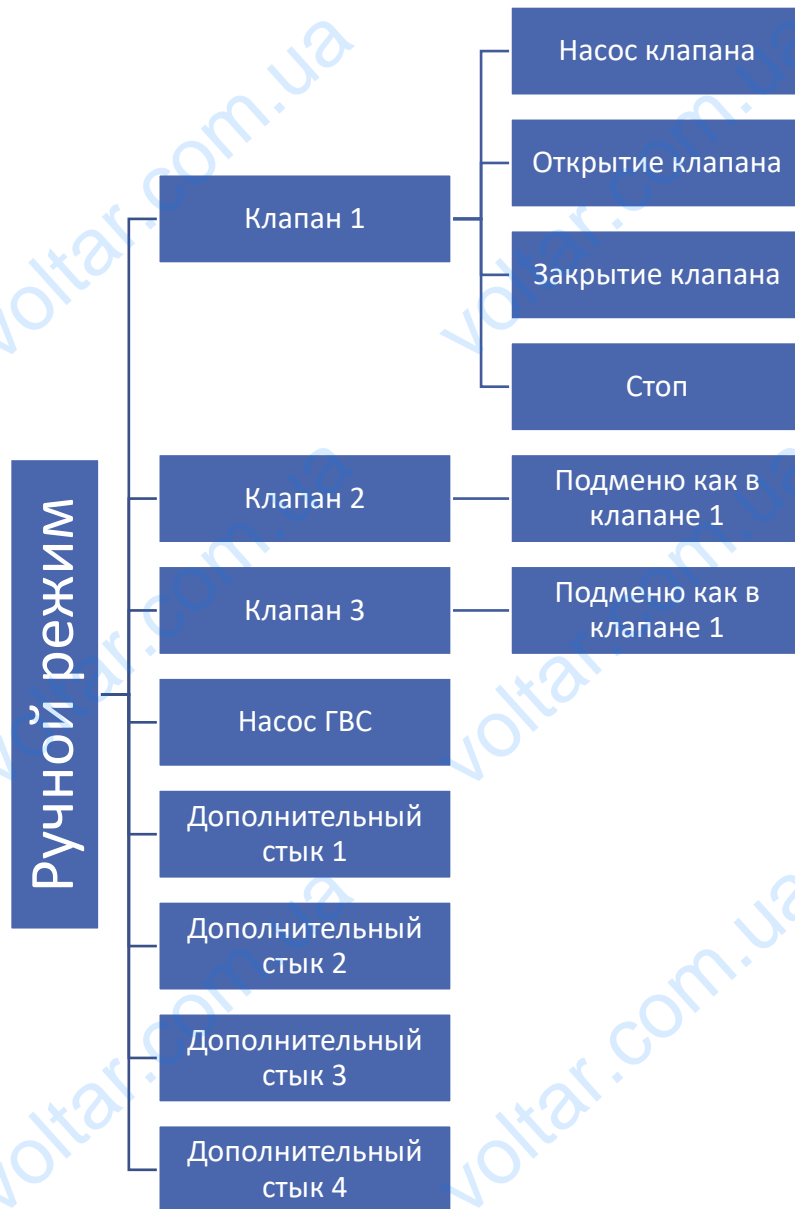 Ручной режим
Клапан 1
Насос клапана
Открытие клапана
Закрытие клапана
Стоп
Клапан 2
Подменю как в
клапане 1
Клапан 3
Подменю как в
клапане 1
Насос ГВС
Дополнительный
стык 1
Дополнительный
стык 2
Дополнительный
стык 3
Дополнительный
стык 4
voltar.com.ua
voltar.com.ua
voltar.com.ua
voltar.com.ua
voltar.com.ua
voltar.com.ua